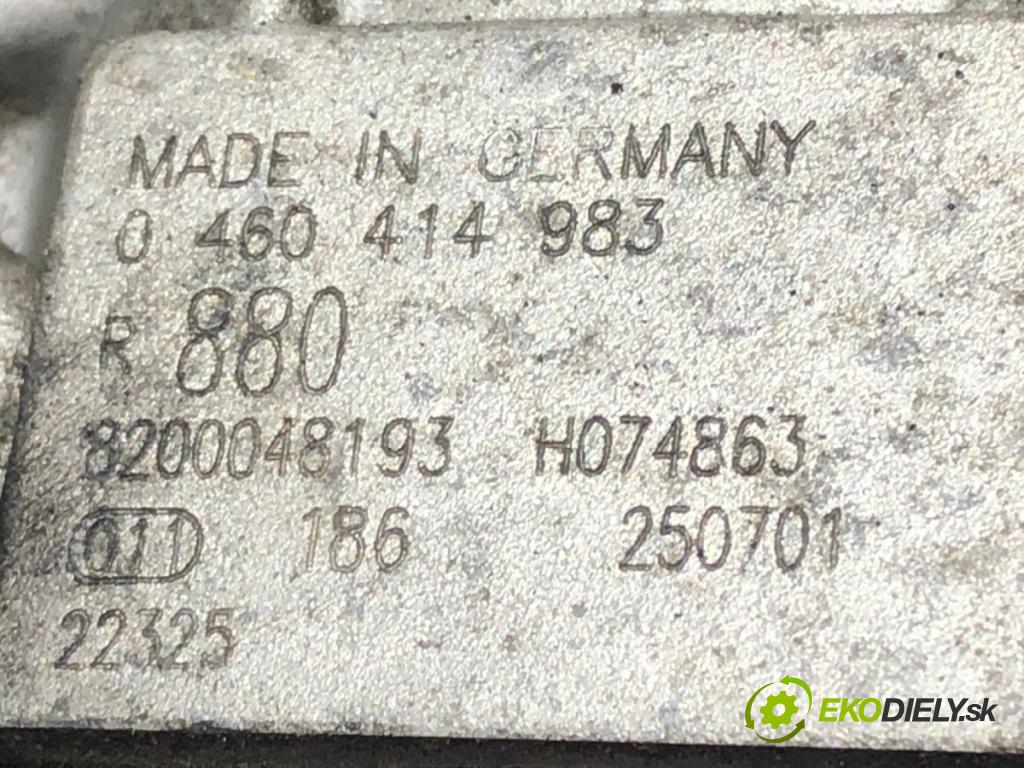 MADE IN GERMANY
0 460 414 983
R 880
8200048193 H074863
011 186 250701
22325
EKODIELY.sk